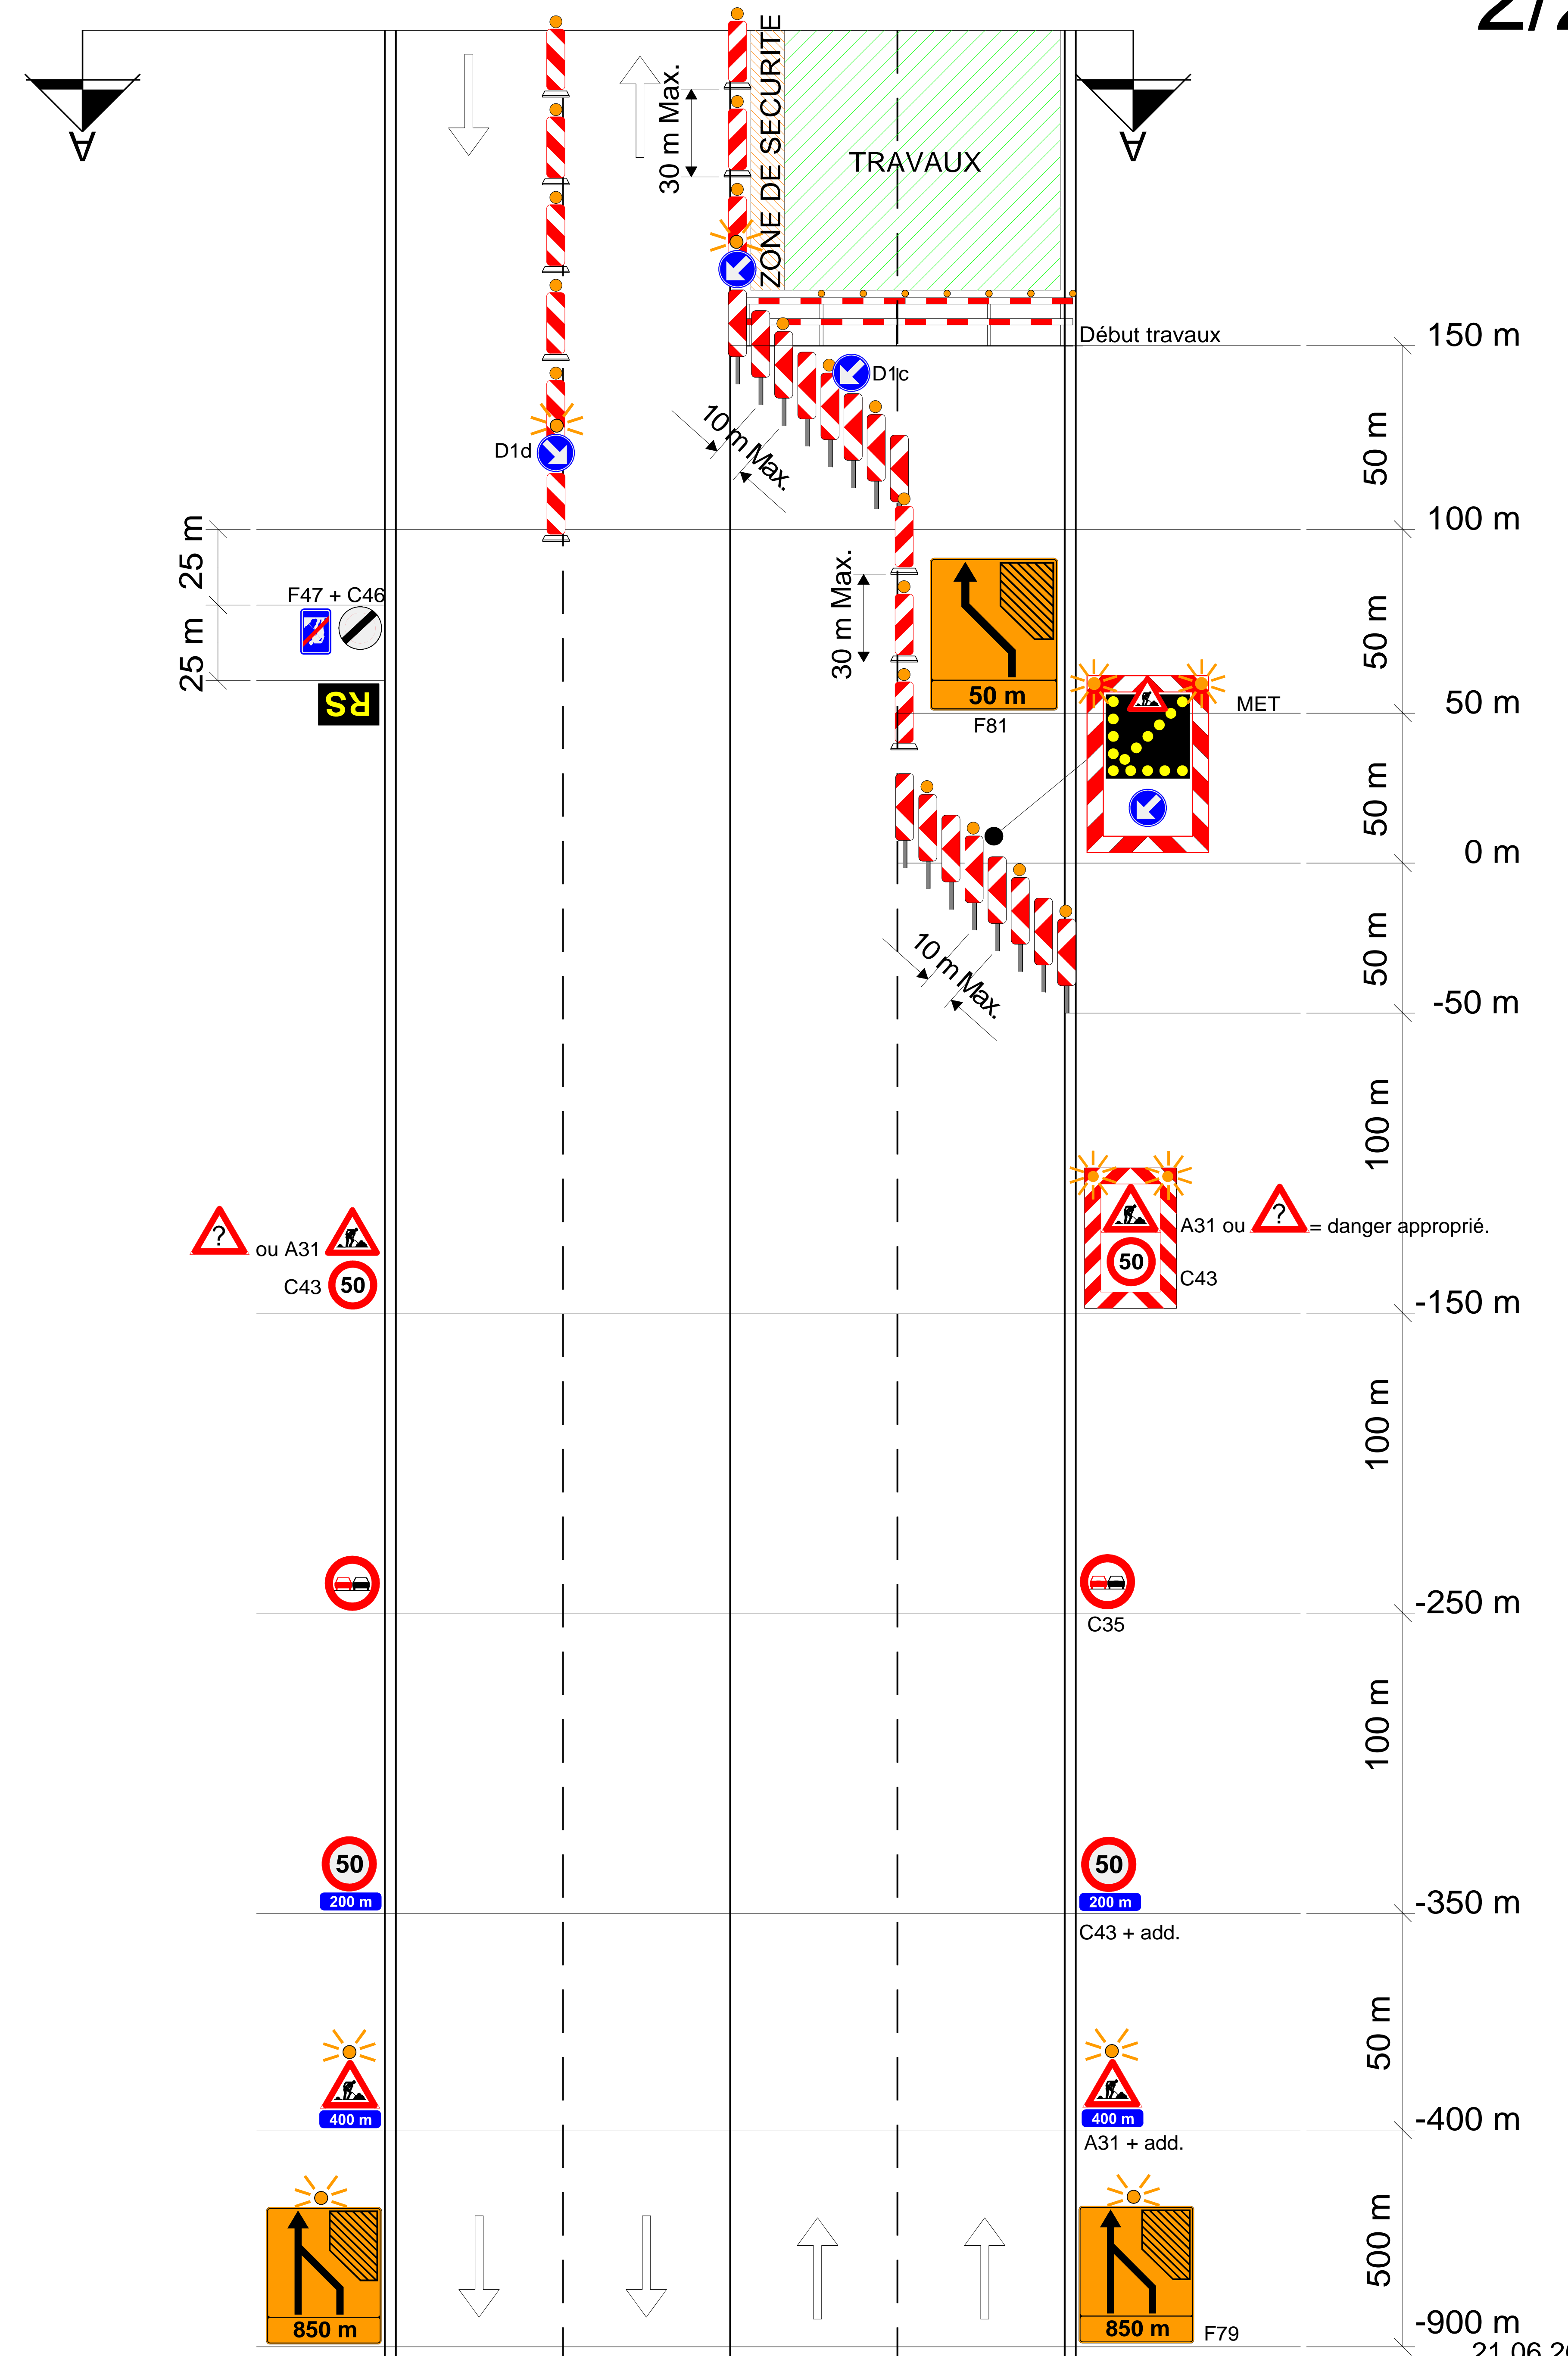 A
A
30 m Max.
ZONE DE SECURITE
TRAVAUX
Début travaux
150 m
D1c
10 m Max.
D1d
50 m
100 m
25 m
F47 + C46
25 m
RS
30 m Max.
50 m
F81
50 m
50 m
MET
50 m
0 m
10 m Max.
50 m
-50 m
100 m
?
ou A31
C43
50
A31 ou
?
= danger approprié.
50
C43
-150 m
100 m
C35
-250 m
100 m
50
200 m
50
200 m
C43 + add.
-350 m
50 m
400 m
400 m
A31 + add.
-400 m
500 m
850 m
850 m
F79
-900 m